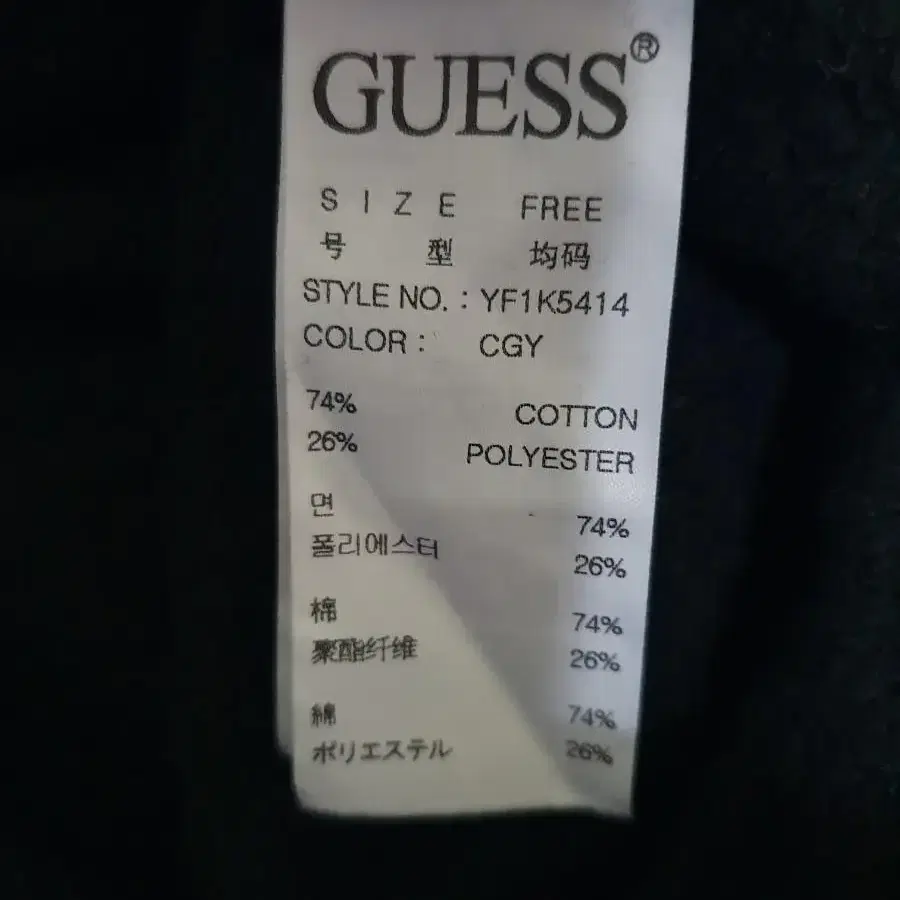 GUESS®
SIZE FREE
号 型 均码
STYLE NO. : YF1K5414
COLOR : CGY
74% COTTON
26% POLYESTER
면 74%
폴리에스터 26%
棉 74%
聚酯纤维 26%
綿 74%
ポリエステル 26%